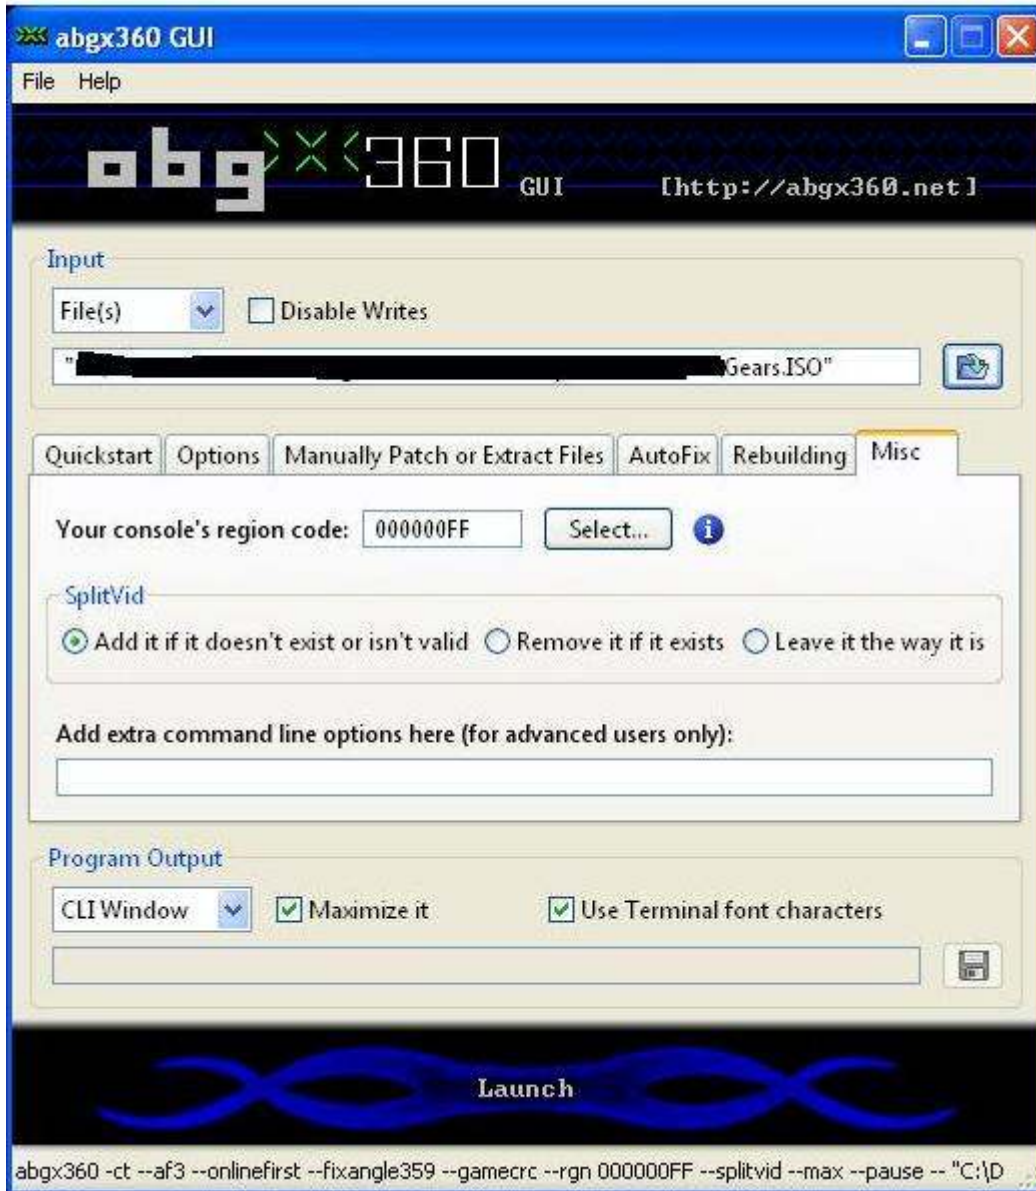 abgx360 GUI
File Help
abgx360 GUI [http://abgx360.net]
Input
File(s) Disable Writes
" Gears.ISO"
Quickstart Options Manually Patch or Extract Files AutoFix Rebuilding Misc
Your console's region code: 000000FF Select... i
SplitVid
Add it if it doesn't exist or isn't valid Remove it if it exists Leave it the way it is
Add extra command line options here (for advanced users only):
Program Output
CLI Window Maximize it Use Terminal font characters
Launch
abgx360 -ct --af3 --onlinefirst --fixangle359 --gamecrc --rgn 000000FF --splitvid --max --pause -- "C:\D